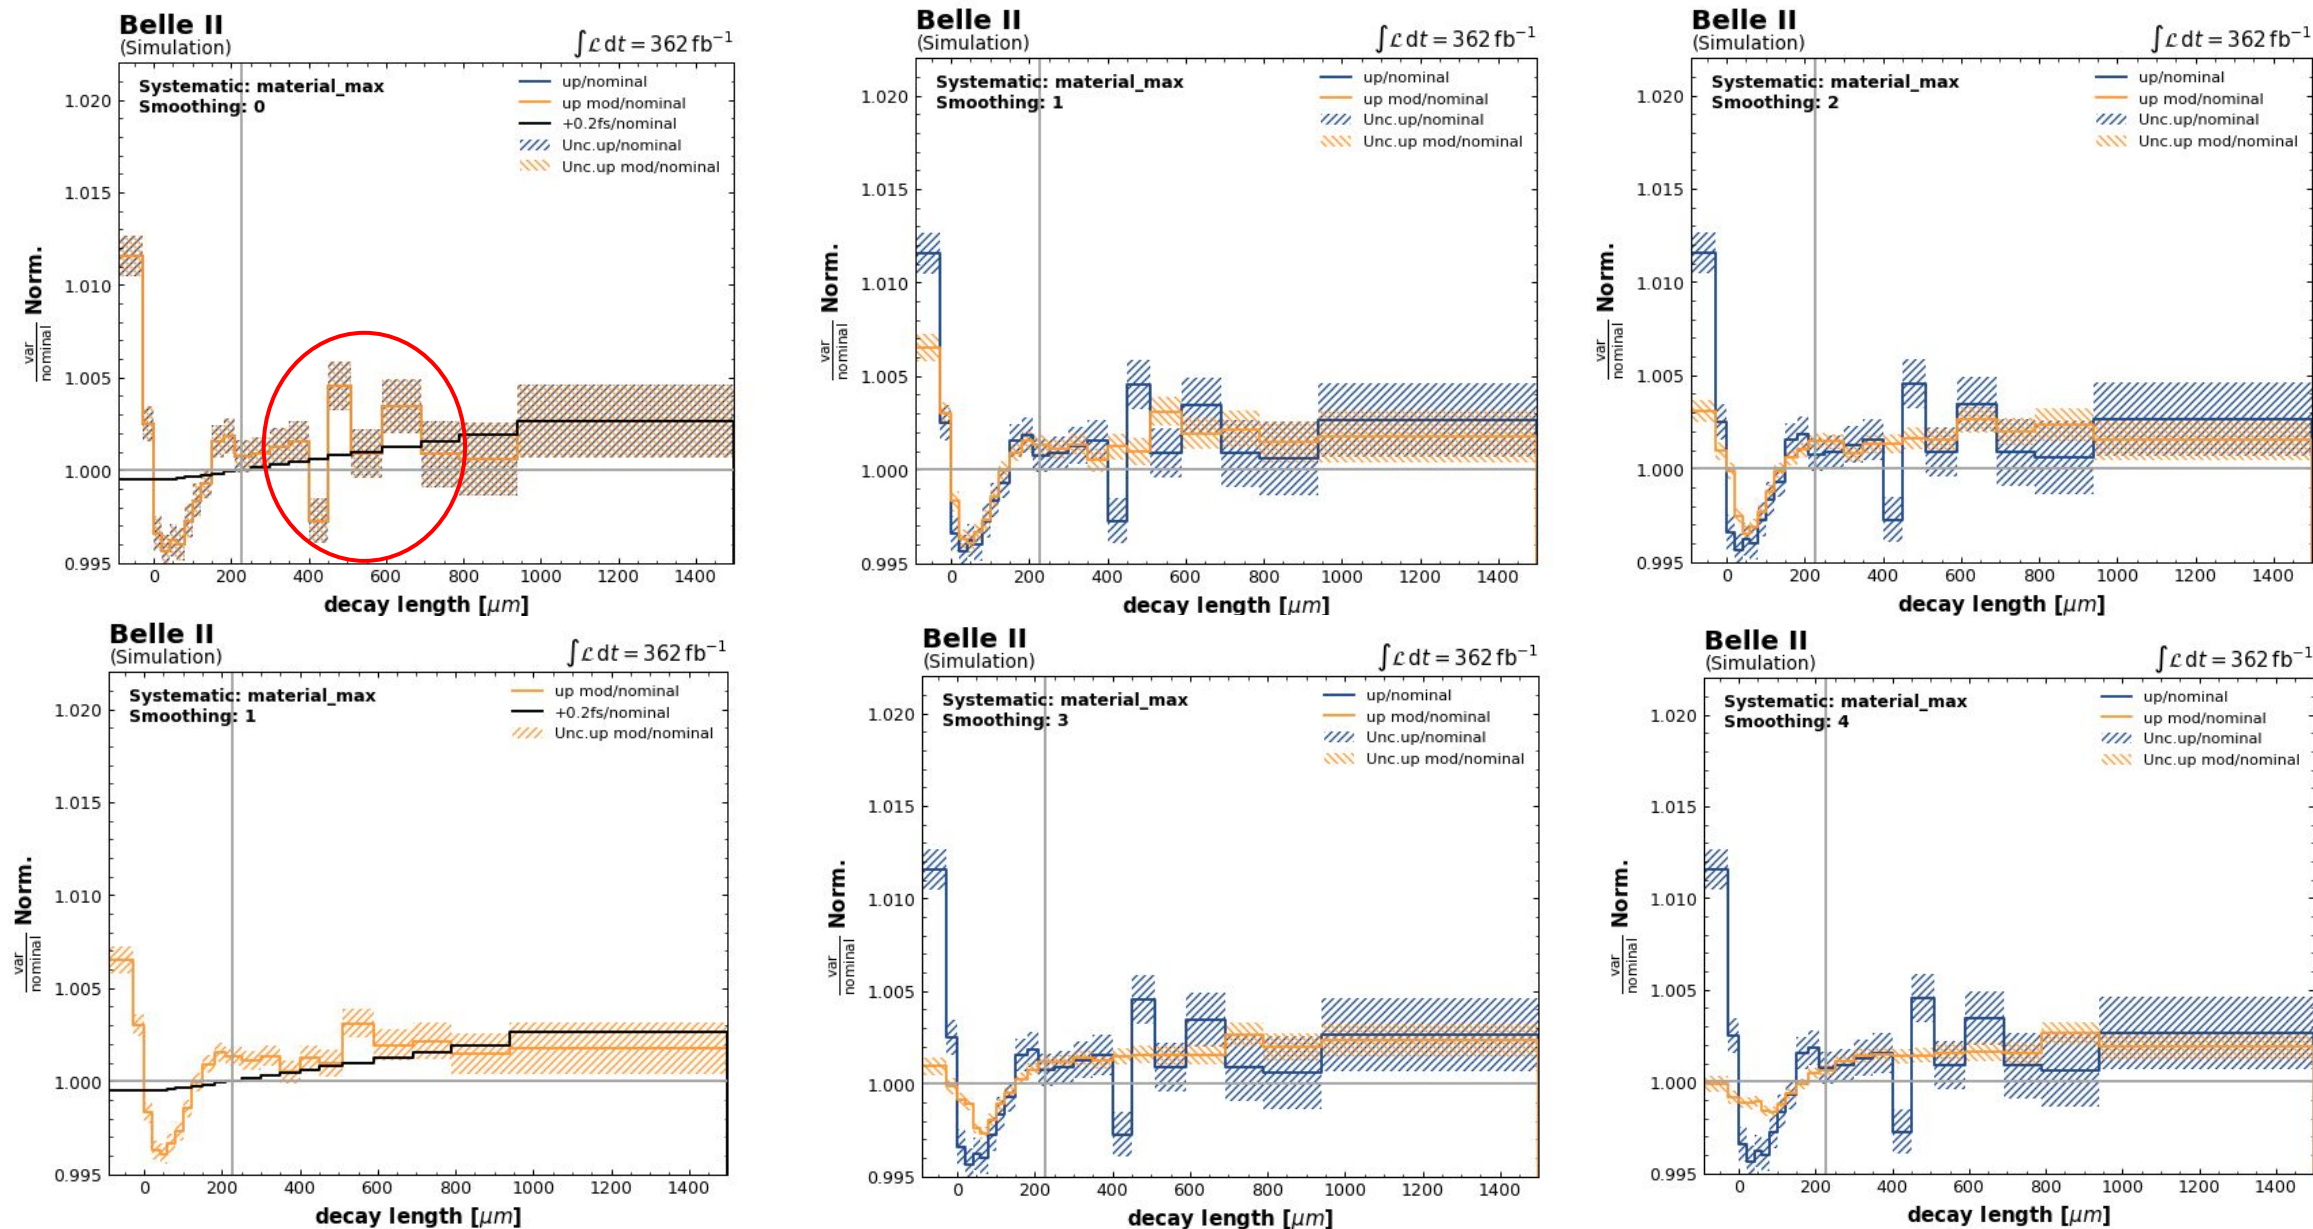 Belle II
(Simulation)
∫ℒ dt = 362 fb⁻¹
Systematic: material_max
Smoothing: 0
up/nominal
up mod/nominal
+0.2fs/nominal
Unc.up/nominal
Unc.up mod/nominal
var
nominal
Norm.
1.020
1.015
1.010
1.005
1.000
0.995
0 200 400 600 800 1000 1200 1400
decay length [μm]
Belle II
(Simulation)
∫ℒ dt = 362 fb⁻¹
Systematic: material_max
Smoothing: 1
up/nominal
up mod/nominal
Unc.up/nominal
Unc.up mod/nominal
var
nominal
Norm.
1.020
1.015
1.010
1.005
1.000
0.995
0 200 400 600 800 1000 1200 1400
decay length [μm]
Belle II
(Simulation)
∫ℒ dt = 362 fb⁻¹
Systematic: material_max
Smoothing: 2
up/nominal
up mod/nominal
Unc.up/nominal
Unc.up mod/nominal
var
nominal
Norm.
1.020
1.015
1.010
1.005
1.000
0.995
0 200 400 600 800 1000 1200 1400
decay length [μm]
Belle II
(Simulation)
∫ℒ dt = 362 fb⁻¹
Systematic: material_max
Smoothing: 1
up mod/nominal
+0.2fs/nominal
Unc.up mod/nominal
var
nominal
Norm.
1.020
1.015
1.010
1.005
1.000
0.995
0 200 400 600 800 1000 1200 1400
decay length [μm]
Belle II
(Simulation)
∫ℒ dt = 362 fb⁻¹
Systematic: material_max
Smoothing: 3
up/nominal
up mod/nominal
Unc.up/nominal
Unc.up mod/nominal
var
nominal
Norm.
1.020
1.015
1.010
1.005
1.000
0.995
0 200 400 600 800 1000 1200 1400
decay length [μm]
Belle II
(Simulation)
∫ℒ dt = 362 fb⁻¹
Systematic: material_max
Smoothing: 4
up/nominal
up mod/nominal
Unc.up/nominal
Unc.up mod/nominal
var
nominal
Norm.
1.020
1.015
1.010
1.005
1.000
0.995
0 200 400 600 800 1000 1200 1400
decay length [μm]